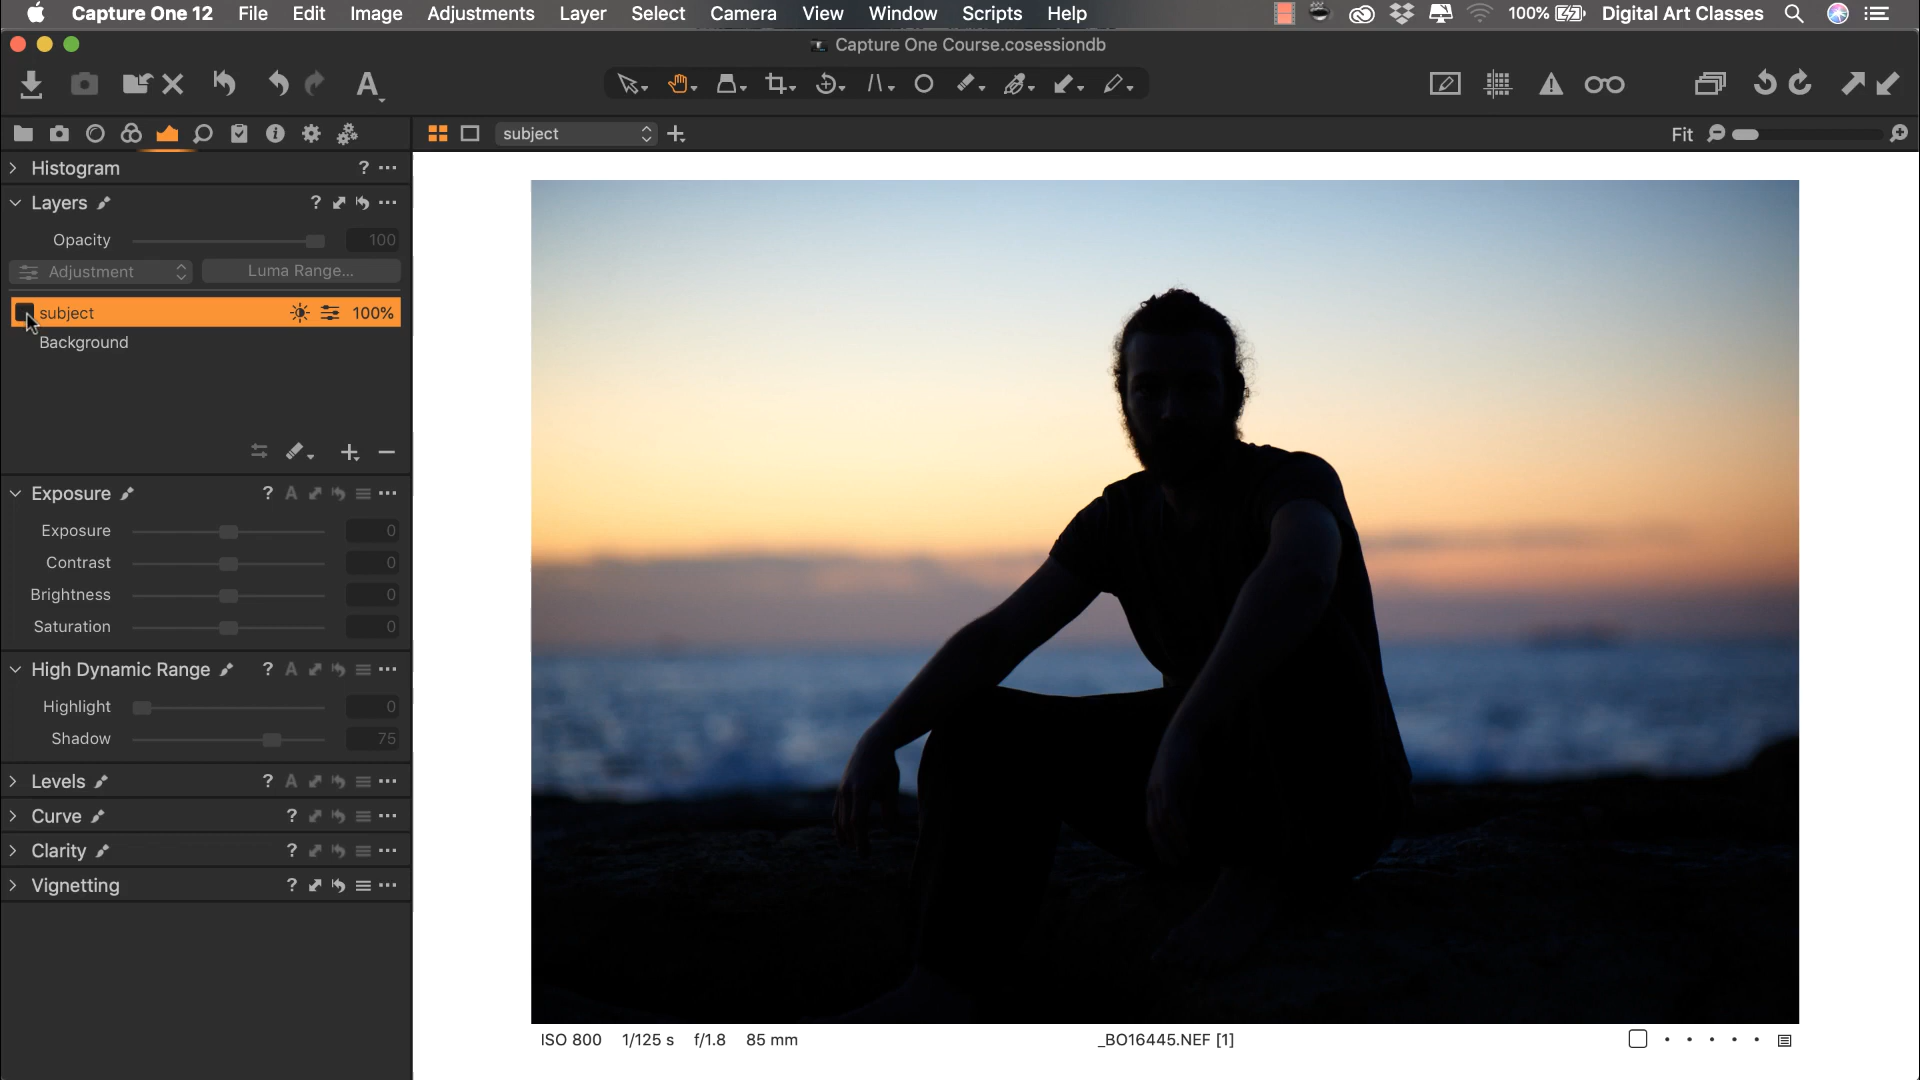 Capture One 12 File Edit Image Adjustments Layer Select Camera View Window Scripts Help 100% Digital Art Classes
Capture One Course.cosessiondb
A
subject
Fit
Histogram ? ...
Layers ? ...
Opacity 100
Adjustment Luma Range...
subject 100%
Background
Exposure ? A ...
Exposure 0
Contrast 0
Brightness 0
Saturation 0
High Dynamic Range ? A ...
Highlight 0
Shadow 75
Levels ? A ...
Curve ? ...
Clarity ? ...
Vignetting ? ...
ISO 800 1/125 s f/1.8 85 mm _BO16445.NEF [1]